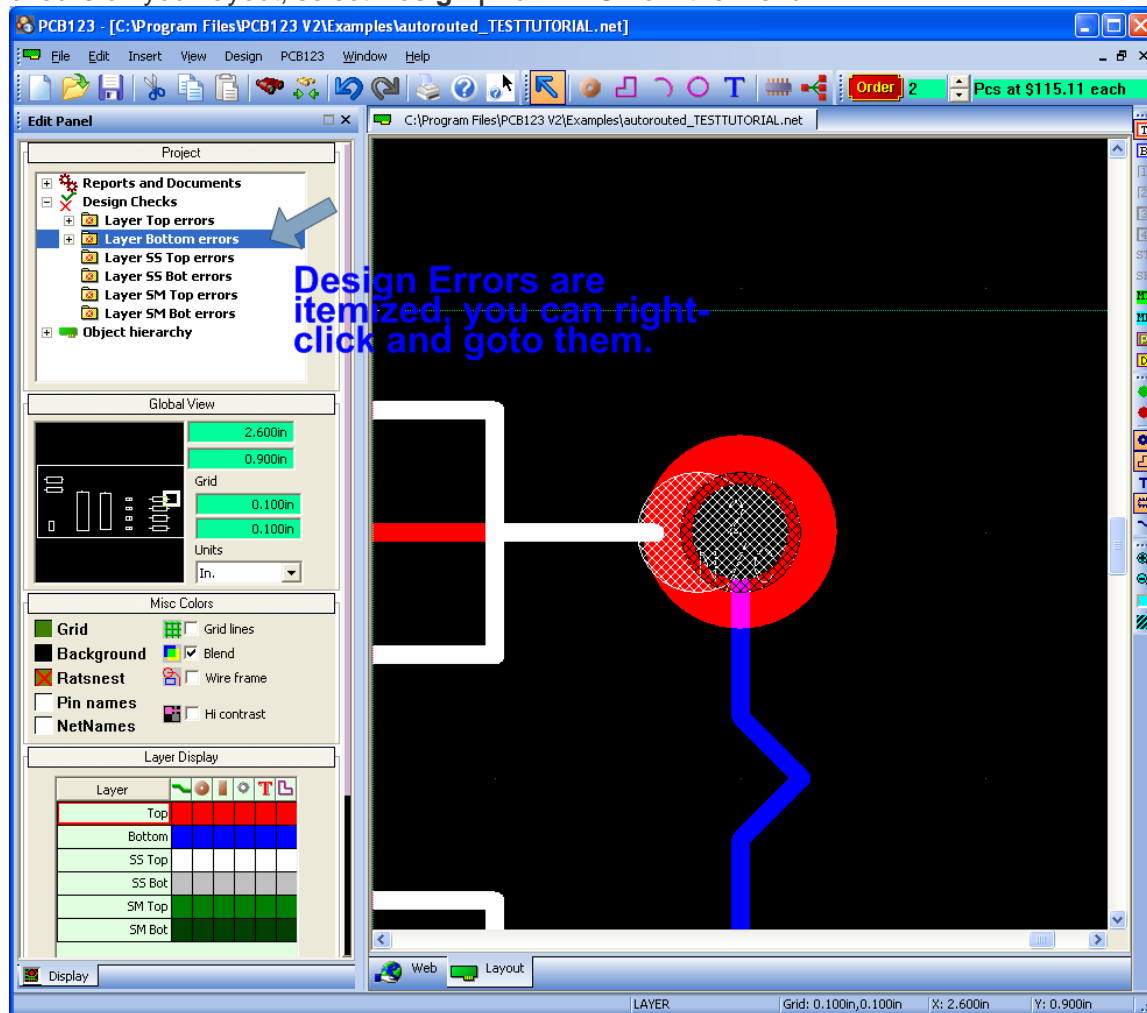 PCB123 - [C:\Program Files\PCB123 V2\Examples\autorouted_TESTTUTORIAL.net]
File Edit Insert View Design PCB123 Window Help
Order 2 Pcs at $115.11 each
Edit Panel
C:\Program Files\PCB123 V2\Examples\autorouted_TESTTUTORIAL.net
Project
Reports and Documents
Design Checks
Layer Top errors
Layer Bottom errors
Layer SS Top errors
Layer SS Bot errors
Layer SM Top errors
Layer SM Bot errors
Object hierarchy
Design Errors are
itemized, you can right-
click and goto them.
Global View
2.600in
0.900in
Grid
0.100in
0.100in
Units
In.
Misc Colors
Grid Grid lines
Background Blend
Ratsnest Wire frame
Pin names
Hi contrast
NetNames
Layer Display
Layer
Top
Bottom
SS Top
SS Bot
SM Top
SM Bot
Display
Web Layout
LAYER Grid: 0.100in,0.100in X: 2.600in Y: 0.900in